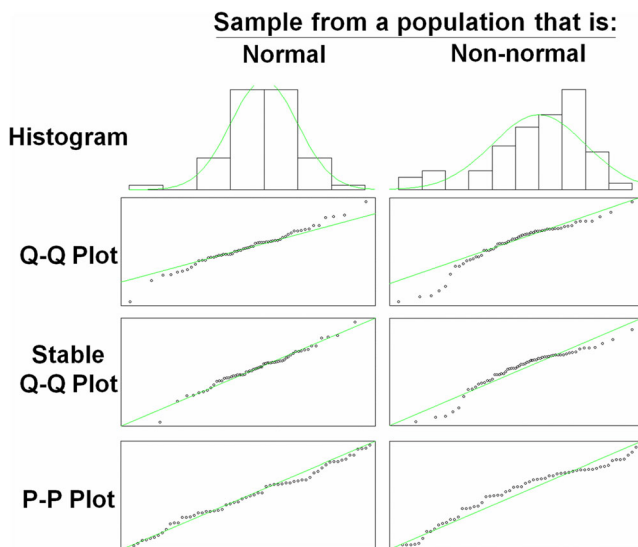 Sample from a population that is:
Normal
Non-normal
Histogram
Q-Q Plot
Stable
Q-Q Plot
P-P Plot